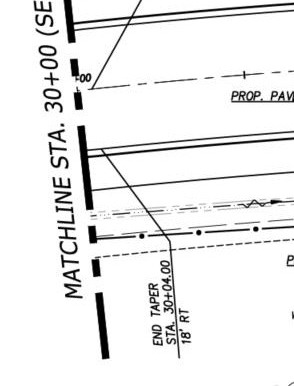 MATCHLINE STA. 30+00 (SE
00
PROP. PAV
END TAPER
STA. 30+04.00
18' RT
P